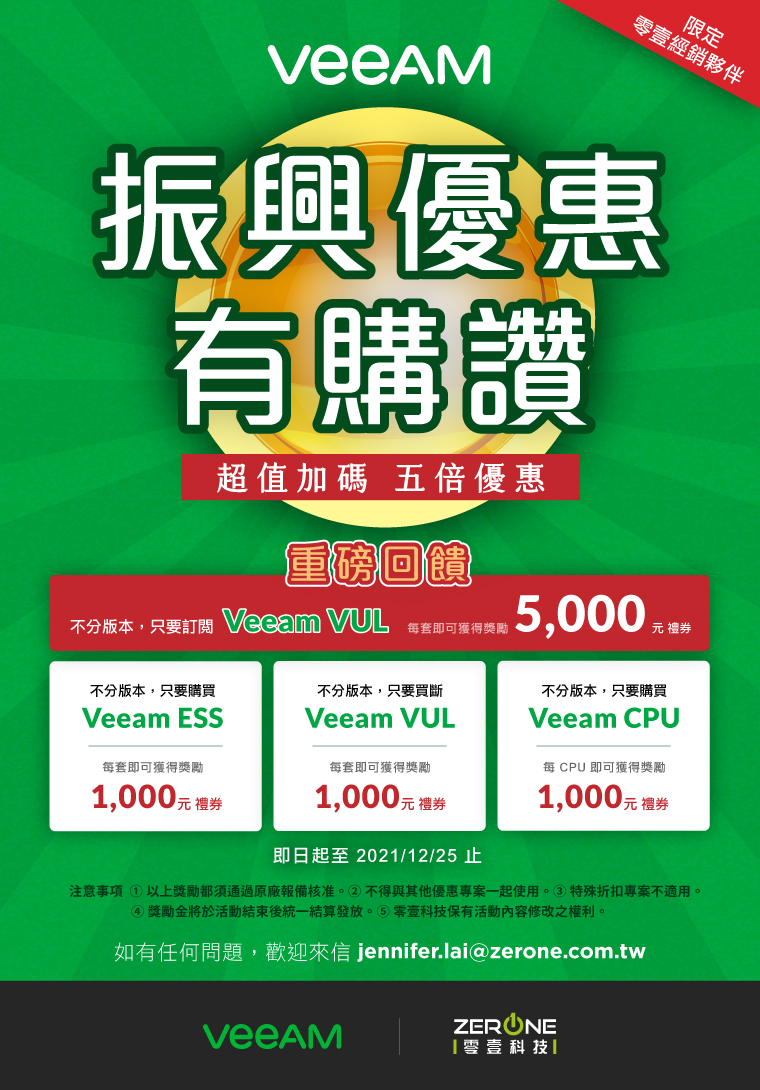 限定
零壹經銷夥伴
veeAM
振興優惠
有購讚
超值加碼 五倍優惠
重磅回饋
不分版本，只要訂閱 Veeam VUL 每套即可獲得獎勵 5,000 元 禮券
不分版本，只要購買
Veeam ESS
每套即可獲得獎勵
1,000元 禮券
不分版本，只要買斷
Veeam VUL
每套即可獲得獎勵
1,000元 禮券
不分版本，只要購買
Veeam CPU
每 CPU 即可獲得獎勵
1,000元 禮券
即日起至 2021/12/25 止
注意事項 ① 以上獎勵都須通過原廠報備核准。② 不得與其他優惠專案一起使用。③ 特殊折扣專案不適用。
④ 獎勵金將於活動結束後統一結算發放。⑤ 零壹科技保有活動內容修改之權利。
如有任何問題，歡迎來信 jennifer.lai@zerone.com.tw
veeAM
ZERONE
零壹科技